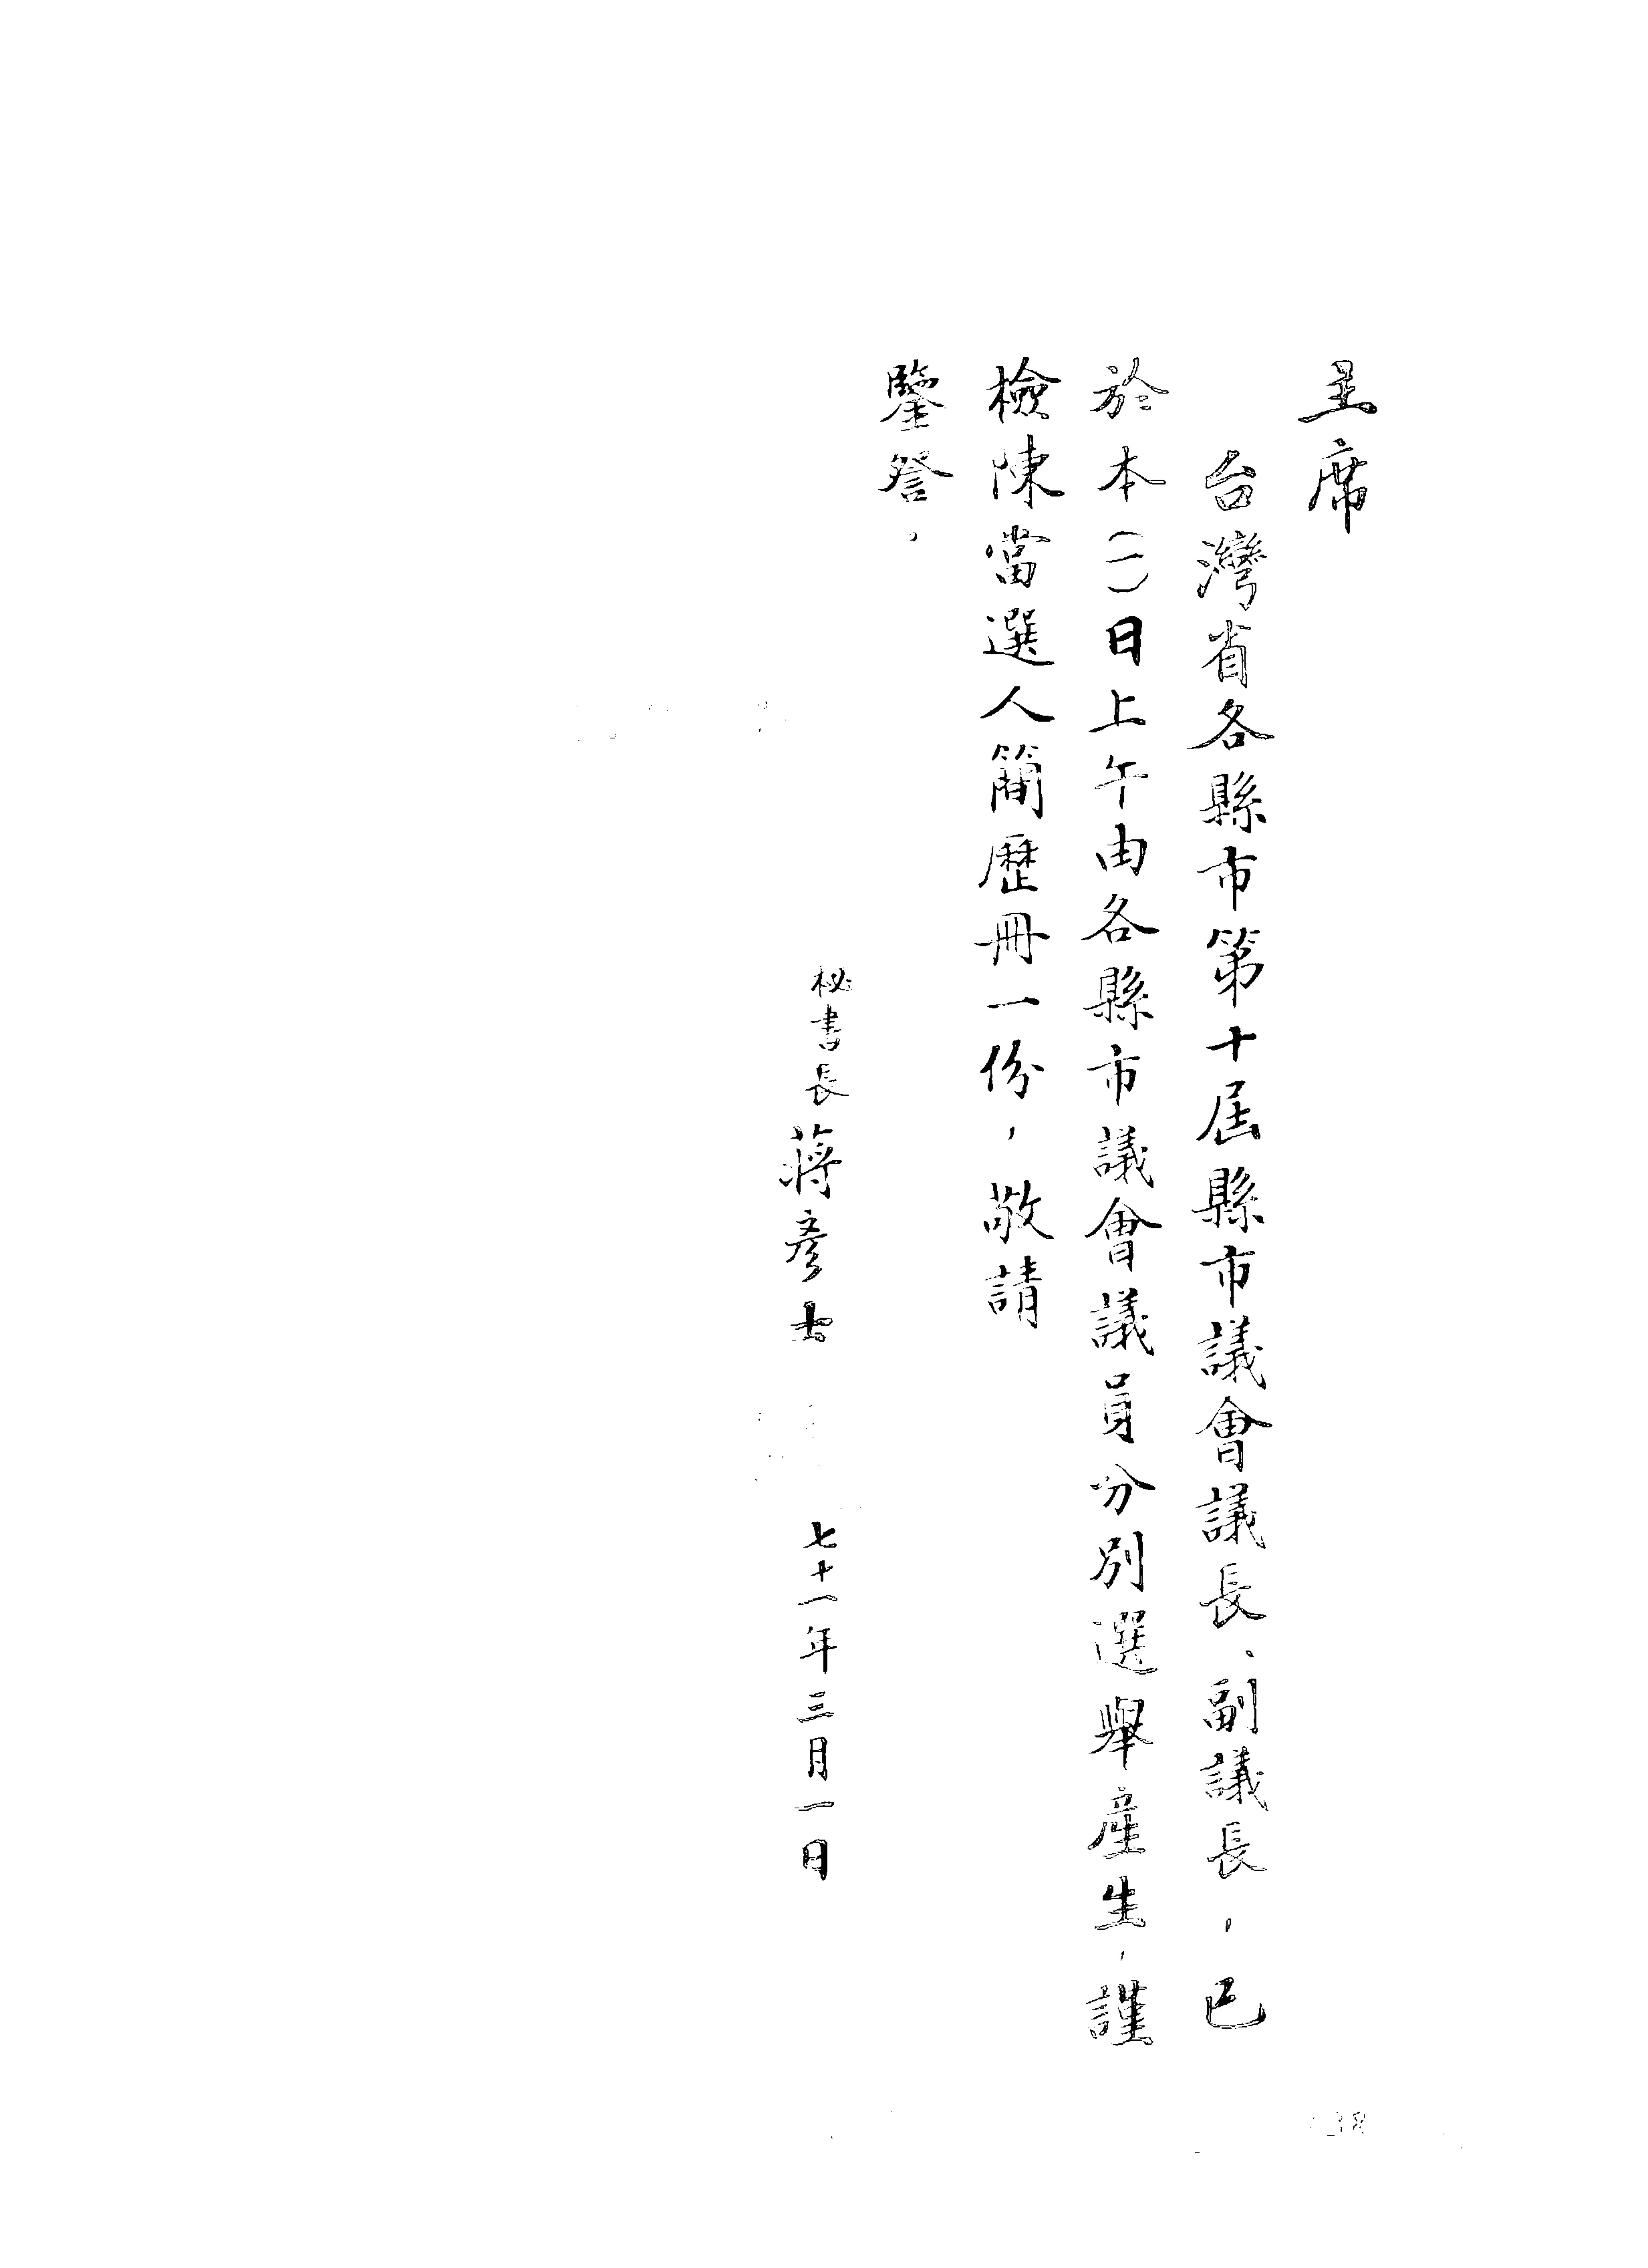 主席
台灣省各縣市第十屆縣市議會議長、副議長，已
於本(一)日上午由各縣市議會議員分別選舉產生，謹
檢陳當選人簡歷冊一份，敬請
鑒詧。
秘書長 蔣彥士 七十一年三月一日